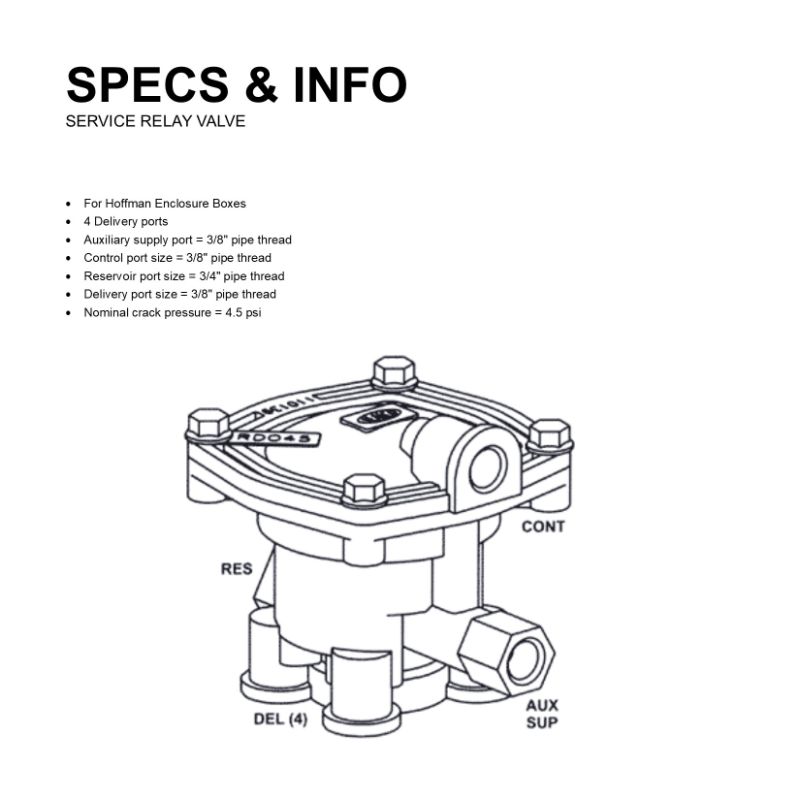 SPECS & INFO
SERVICE RELAY VALVE
• For Hoffman Enclosure Boxes
• 4 Delivery ports
• Auxiliary supply port = 3/8" pipe thread
• Control port size = 3/8" pipe thread
• Reservoir port size = 3/4" pipe thread
• Delivery port size = 3/8" pipe thread
• Nominal crack pressure = 4.5 psi
RD045
CONT
RES
AUX
SUP
DEL (4)